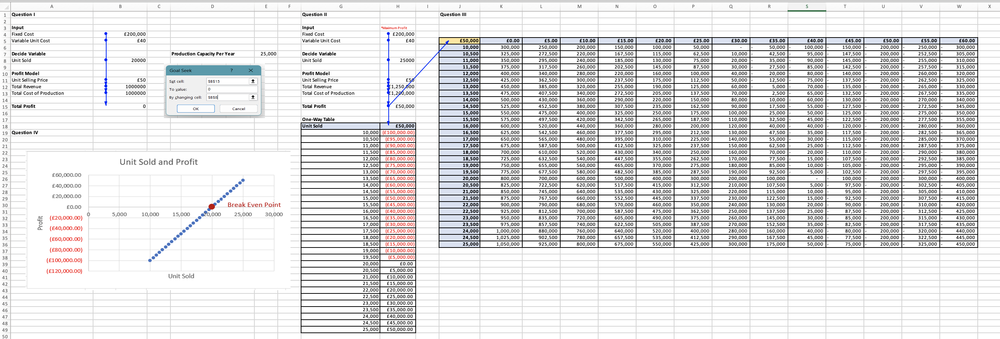 A B C D E F G H I J K L M N O P Q R S T U V W X
1 Question I Question II Question III
2
3 Input Input *Maximum Profit
4 Fixed Cost £200,000 Fixed Cost £200,000
5 Variable Unit Cost £40 Variable Unit Cost £40 £50,000 £0.00 £5.00 £10.00 £15.00 £20.00 £25.00 £30.00 £35.00 £40.00 £45.00 £50.00 £55.00 £60.00
6 10,000 300,000 250,000 200,000 150,000 100,000 50,000 - - 50,000 - 100,000 - 150,000 - 200,000 - 250,000 - 300,000
7 Decide Variable Production Capacity Per Year 25,000 Decide Variable 10,500 325,000 272,500 220,000 167,500 115,000 62,500 10,000 - 42,500 - 95,000 - 147,500 - 200,000 - 252,500 - 305,000
8 Unit Sold 20000 Unit Sold 25000 11,000 350,000 295,000 240,000 185,000 130,000 75,000 20,000 - 35,000 - 90,000 - 145,000 - 200,000 - 255,000 - 310,000
9 11,500 375,000 317,500 260,000 202,500 145,000 87,500 30,000 - 27,500 - 85,000 - 142,500 - 200,000 - 257,500 - 315,000
10 Profit Model Profit Model 12,000 400,000 340,000 280,000 220,000 160,000 100,000 40,000 - 20,000 - 80,000 - 140,000 - 200,000 - 260,000 - 320,000
11 Unit Selling Price £50 Unit Selling Price £50 12,500 425,000 362,500 300,000 237,500 175,000 112,500 50,000 - 12,500 - 75,000 - 137,500 - 200,000 - 262,500 - 325,000
12 Total Revenue 1000000 Total Revenue £1,250,000 13,000 450,000 385,000 320,000 255,000 190,000 125,000 60,000 - 5,000 - 70,000 - 135,000 - 200,000 - 265,000 - 330,000
13 Total Cost of Production 1000000 Total Cost of Production £1,200,000 13,500 475,000 407,500 340,000 272,500 205,000 137,500 70,000 2,500 - 65,000 - 132,500 - 200,000 - 267,500 - 335,000
14 14,000 500,000 430,000 360,000 290,000 220,000 150,000 80,000 10,000 - 60,000 - 130,000 - 200,000 - 270,000 - 340,000
15 Total Profit 0 Total Profit £50,000 14,500 525,000 452,500 380,000 307,500 235,000 162,500 90,000 17,500 - 55,000 - 127,500 - 200,000 - 272,500 - 345,000
16 15,000 550,000 475,000 400,000 325,000 250,000 175,000 100,000 25,000 - 50,000 - 125,000 - 200,000 - 275,000 - 350,000
17 One-Way Table 15,500 575,000 497,500 420,000 342,500 265,000 187,500 110,000 32,500 - 45,000 - 122,500 - 200,000 - 277,500 - 355,000
18 Unit Sold £50,000 16,000 600,000 520,000 440,000 360,000 280,000 200,000 120,000 40,000 - 40,000 - 120,000 - 200,000 - 280,000 - 360,000
19 Question IV 10,000 (£100,000.00) 16,500 625,000 542,500 460,000 377,500 295,000 212,500 130,000 47,500 - 35,000 - 117,500 - 200,000 - 282,500 - 365,000
20 10,500 (£95,000.00) 17,000 650,000 565,000 480,000 395,000 310,000 225,000 140,000 55,000 - 30,000 - 115,000 - 200,000 - 285,000 - 370,000
21 11,000 (£90,000.00) 17,500 675,000 587,500 500,000 412,500 325,000 237,500 150,000 62,500 - 25,000 - 112,500 - 200,000 - 287,500 - 375,000
22 11,500 (£85,000.00) 18,000 700,000 610,000 520,000 430,000 340,000 250,000 160,000 70,000 - 20,000 - 110,000 - 200,000 - 290,000 - 380,000
23 12,000 (£80,000.00) 18,500 725,000 632,500 540,000 447,500 355,000 262,500 170,000 77,500 - 15,000 - 107,500 - 200,000 - 292,500 - 385,000
24 12,500 (£75,000.00) 19,000 750,000 655,000 560,000 465,000 370,000 275,000 180,000 85,000 - 10,000 - 105,000 - 200,000 - 295,000 - 390,000
25 13,000 (£70,000.00) 19,500 775,000 677,500 580,000 482,500 385,000 287,500 190,000 92,500 - 5,000 - 102,500 - 200,000 - 297,500 - 395,000
26 13,500 (£65,000.00) 20,000 800,000 700,000 600,000 500,000 400,000 300,000 200,000 100,000 - - 100,000 - 200,000 - 300,000 - 400,000
27 14,000 (£60,000.00) 20,500 825,000 722,500 620,000 517,500 415,000 312,500 210,000 107,500 5,000 - 97,500 - 200,000 - 302,500 - 405,000
28 14,500 (£55,000.00) 21,000 850,000 745,000 640,000 535,000 430,000 325,000 220,000 115,000 10,000 - 95,000 - 200,000 - 305,000 - 410,000
29 15,000 (£50,000.00) 21,500 875,000 767,500 660,000 552,500 445,000 337,500 230,000 122,500 15,000 - 92,500 - 200,000 - 307,500 - 415,000
30 15,500 (£45,000.00) 22,000 900,000 790,000 680,000 570,000 460,000 350,000 240,000 130,000 20,000 - 90,000 - 200,000 - 310,000 - 420,000
31 16,000 (£40,000.00) 22,500 925,000 812,500 700,000 587,500 475,000 362,500 250,000 137,500 25,000 - 87,500 - 200,000 - 312,500 - 425,000
32 16,500 (£35,000.00) 23,000 950,000 835,000 720,000 605,000 490,000 375,000 260,000 145,000 30,000 - 85,000 - 200,000 - 315,000 - 430,000
33 17,000 (£30,000.00) 23,500 975,000 857,500 740,000 622,500 505,000 387,500 270,000 152,500 35,000 - 82,500 - 200,000 - 317,500 - 435,000
34 17,500 (£25,000.00) 24,000 1,000,000 880,000 760,000 640,000 520,000 400,000 280,000 160,000 40,000 - 80,000 - 200,000 - 320,000 - 440,000
35 18,000 (£20,000.00) 24,500 1,025,000 902,500 780,000 657,500 535,000 412,500 290,000 167,500 45,000 - 77,500 - 200,000 - 322,500 - 445,000
36 18,500 (£15,000.00) 25,000 1,050,000 925,000 800,000 675,000 550,000 425,000 300,000 175,000 50,000 - 75,000 - 200,000 - 325,000 - 450,000
37 19,000 (£10,000.00)
38 19,500 (£5,000.00)
39 20,000 £0.00
40 20,500 £5,000.00
41 21,000 £10,000.00
42 21,500 £15,000.00
43 22,000 £20,000.00
44 22,500 £25,000.00
45 23,000 £30,000.00
46 23,500 £35,000.00
47 24,000 £40,000.00
48 24,500 £45,000.00
49 25,000 £50,000.00
50
Goal Seek ? X
Set cell: $B$15
To value: 0
By changing cell: $B$8
OK Cancel
Unit Sold and Profit
£60,000.00
£40,000.00
£20,000.00
£0.00
(£20,000.00)
(£40,000.00)
(£60,000.00)
(£80,000.00)
(£100,000.00)
(£120,000.00)
Break Even Point
0 5,000 10,000 15,000 20,000 25,000 30,000
Profit
Unit Sold